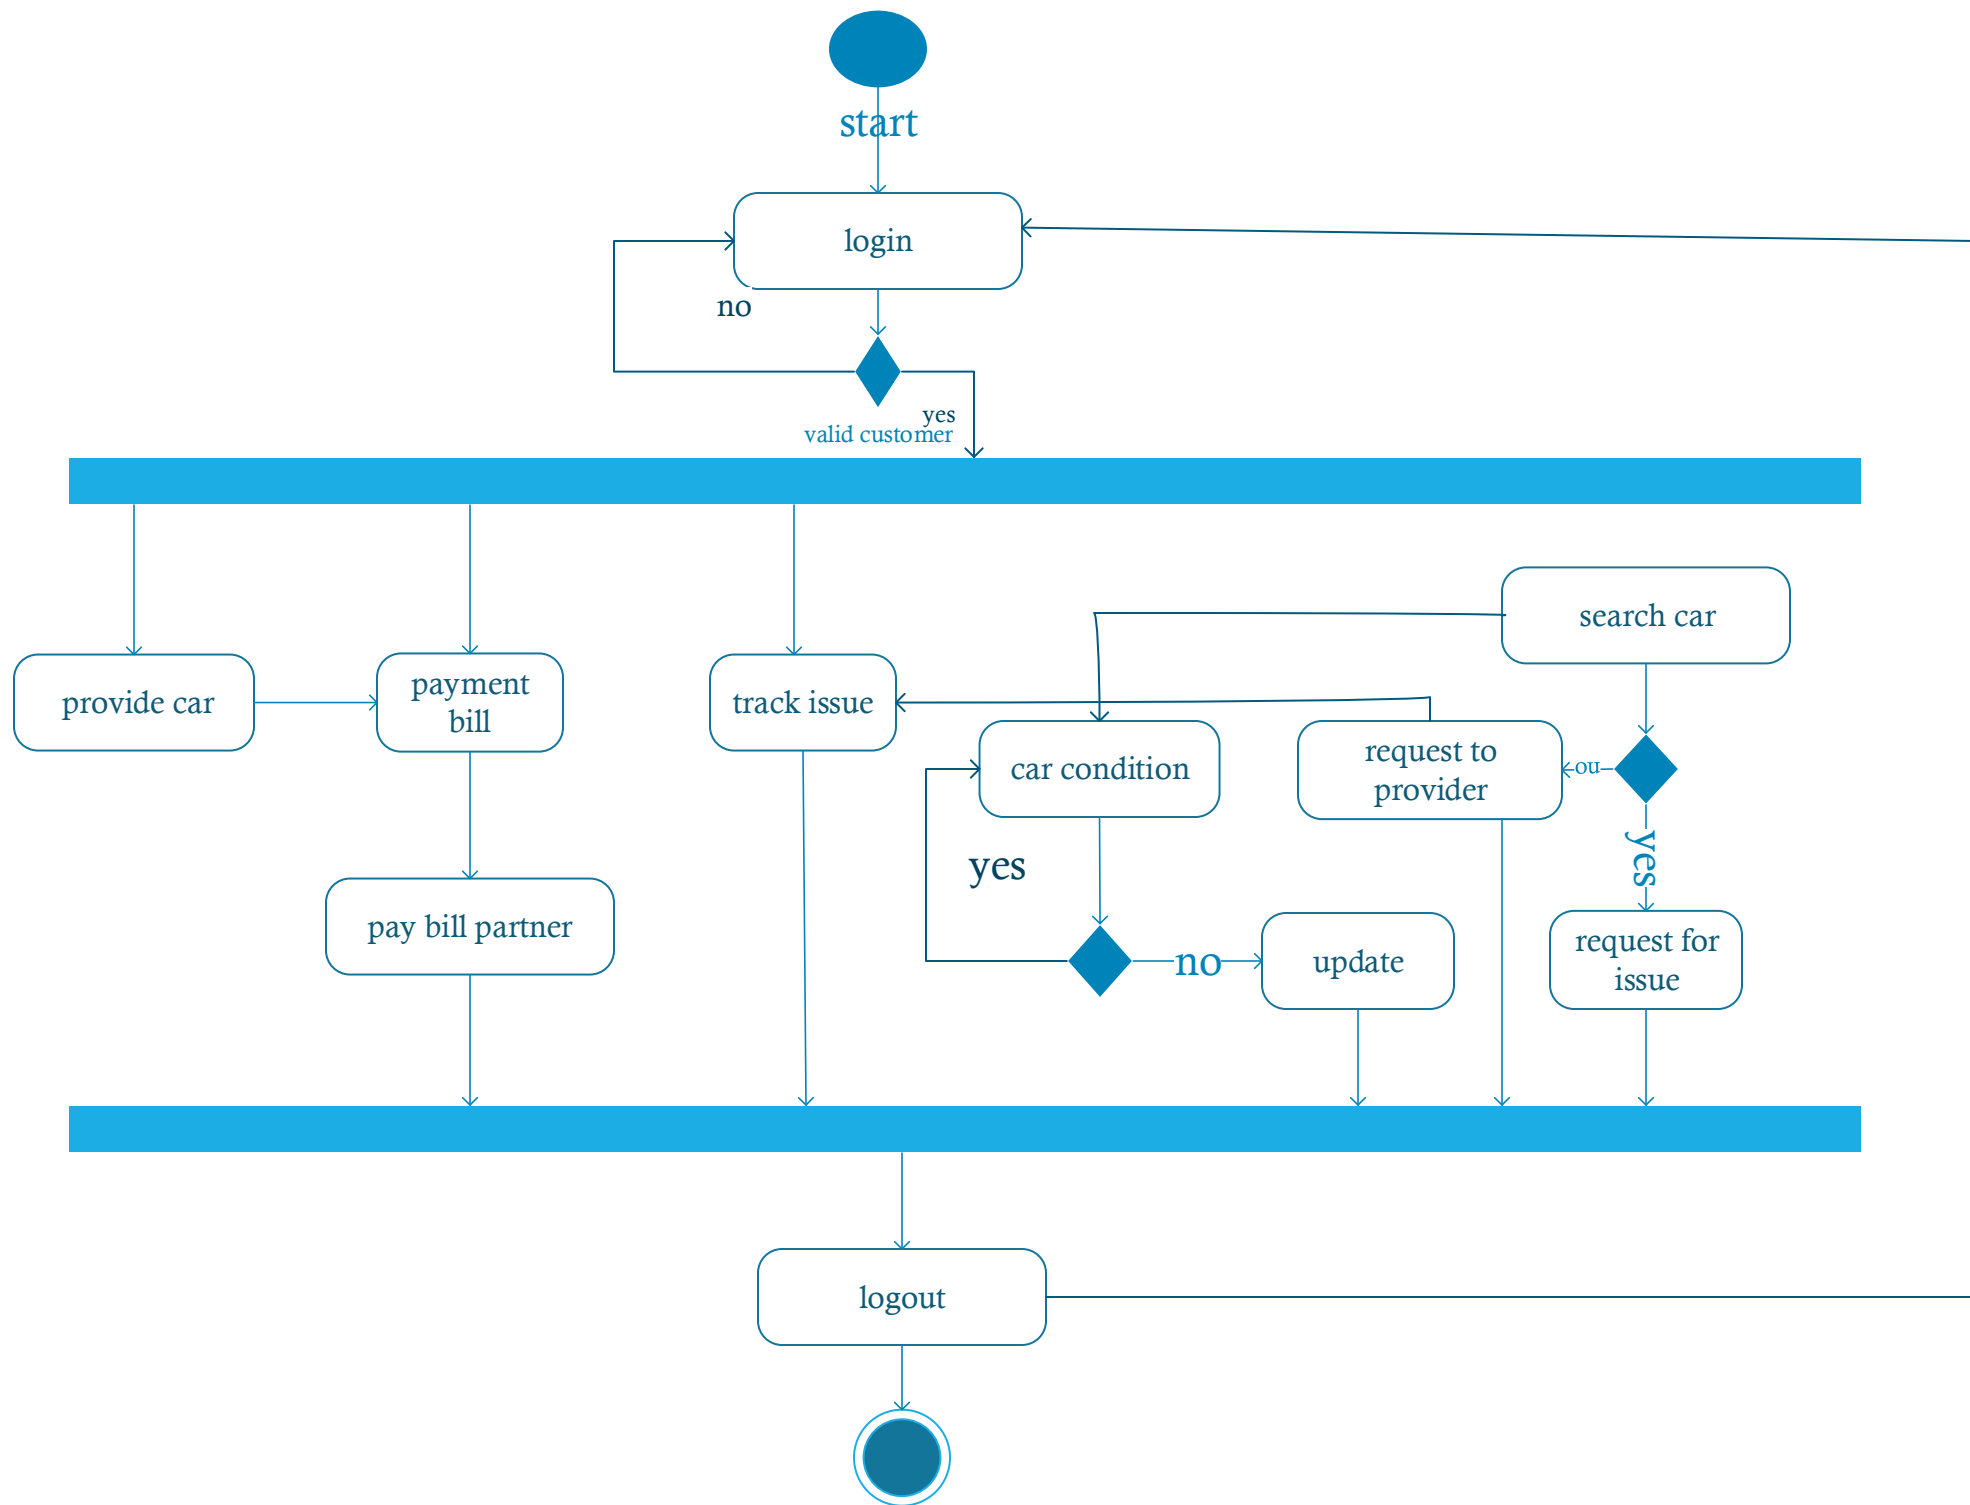 start
login
no
yes
valid customer
search car
provide car
payment
bill
track issue
car condition
request to
provider
no
yes
yes
pay bill partner
no
update
request for
issue
logout